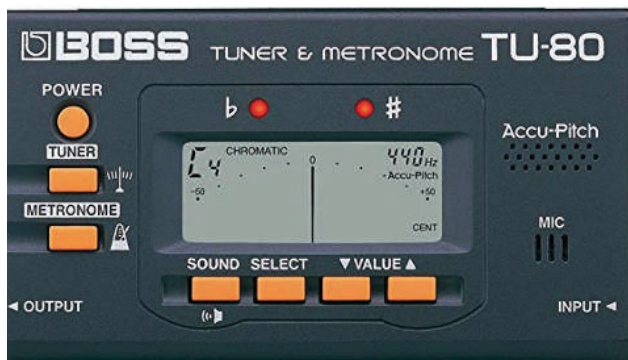 BOSS TUNER & METRONOME TU-80
POWER
♭ ♯
TUNER
METRONOME
C4 CHROMATIC 0 440Hz
Accu-Pitch
-50 +50
CENT
Accu-Pitch
MIC
SOUND SELECT ▼ VALUE ▲
◄ OUTPUT
INPUT ◄